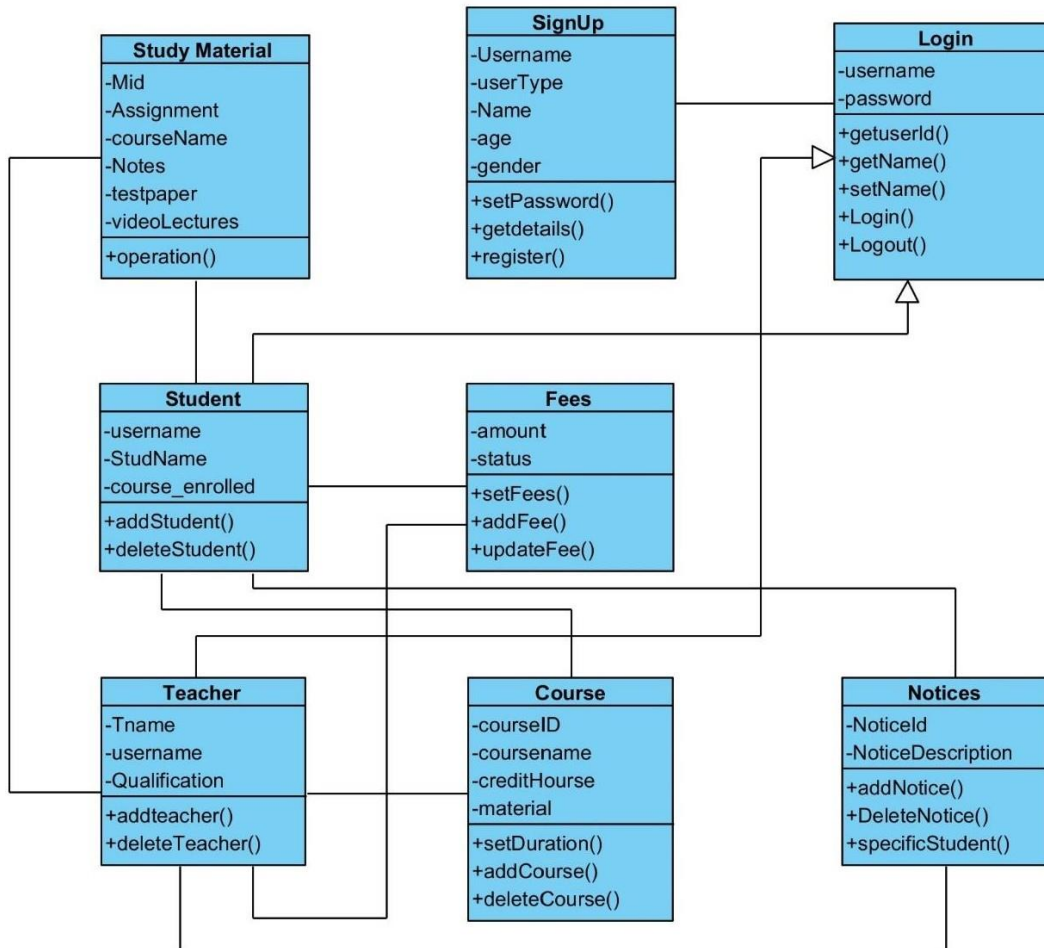 Study Material
-Mid
-Assignment
-courseName
-Notes
-testpaper
-videoLectures
+operation()
SignUp
-Username
-userType
-Name
-age
-gender
+setPassword()
+getdetails()
+register()
Login
-username
-password
+getuserId()
+getName()
+setName()
+Login()
+Logout()
Student
-username
-StudName
-course_enrolled
+addStudent()
+deleteStudent()
Fees
-amount
-status
+setFees()
+addFee()
+updateFee()
Teacher
-Tname
-username
-Qualification
+addteacher()
+deleteTeacher()
Course
-courseID
-coursename
-creditHourse
-material
+setDuration()
+addCourse()
+deleteCourse()
Notices
-NoticeId
-NoticeDescription
+addNotice()
+DeleteNotice()
+specificStudent()